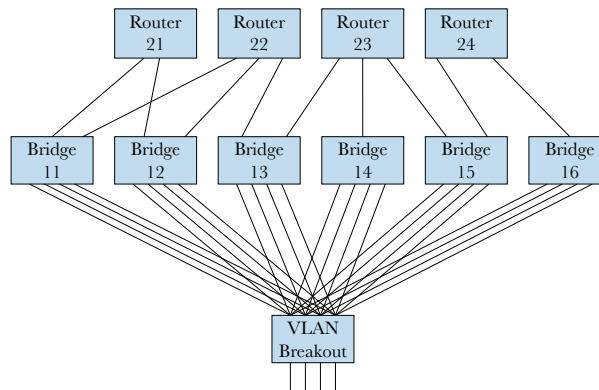 Router
21
Router
22
Router
23
Router
24
Bridge
11
Bridge
12
Bridge
13
Bridge
14
Bridge
15
Bridge
16
VLAN
Breakout